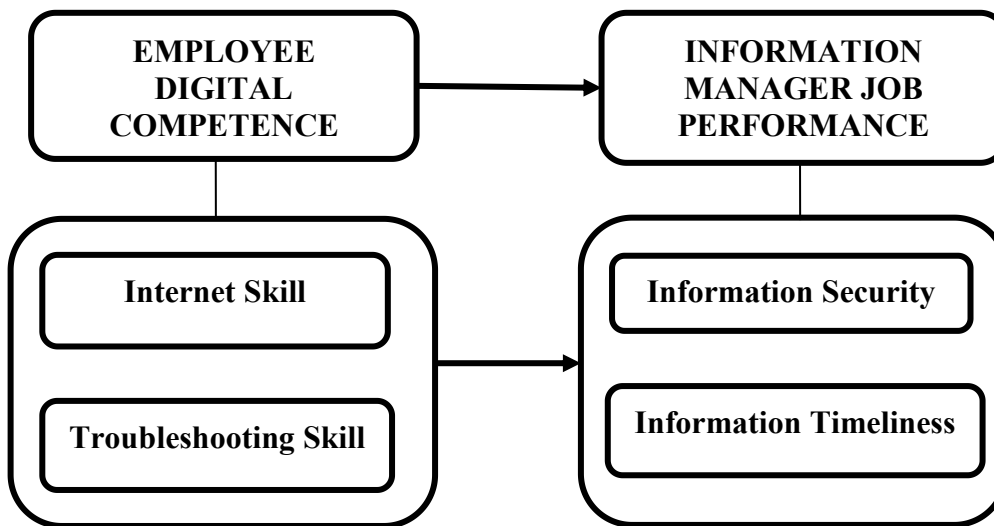 EMPLOYEE
DIGITAL
COMPETENCE
INFORMATION
MANAGER JOB
PERFORMANCE
Internet Skill
Troubleshooting Skill
Information Security
Information Timeliness